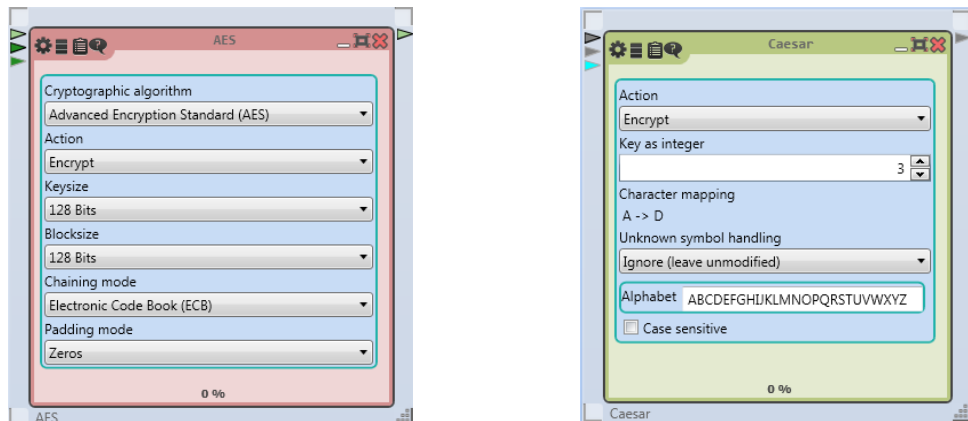 AES
Cryptographic algorithm
Advanced Encryption Standard (AES)
Action
Encrypt
Keysize
128 Bits
Blocksize
128 Bits
Chaining mode
Electronic Code Book (ECB)
Padding mode
Zeros
0 %
AES
Caesar
Action
Encrypt
Key as integer
3
Character mapping
A -> D
Unknown symbol handling
Ignore (leave unmodified)
Alphabet ABCDEFGHIJKLMNOPQRSTUVWXYZ
Case sensitive
0 %
Caesar